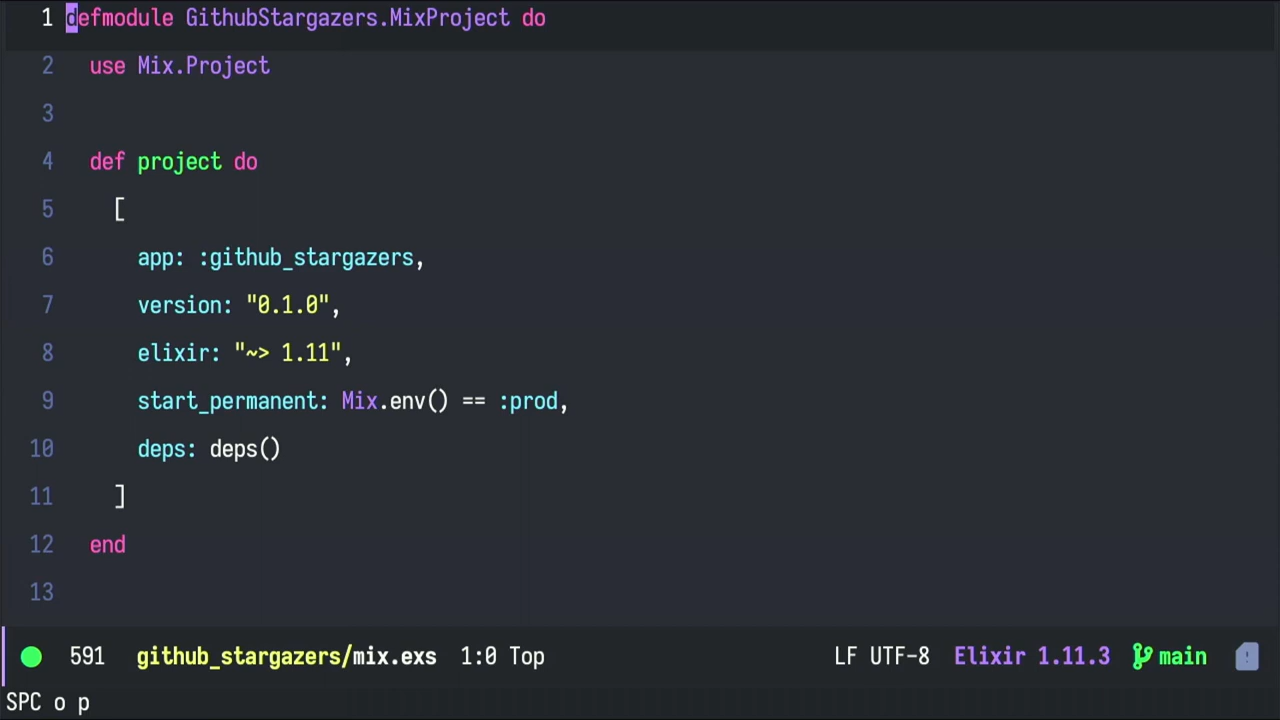 1 defmodule GithubStargazers.MixProject do
2   use Mix.Project
3
4   def project do
5     [
6       app: :github_stargazers,
7       version: "0.1.0",
8       elixir: "~> 1.11",
9       start_permanent: Mix.env() == :prod,
10       deps: deps()
11     ]
12   end
13
591 github_stargazers/mix.exs 1:0 Top LF UTF-8 Elixir 1.11.3 main
SPC o p